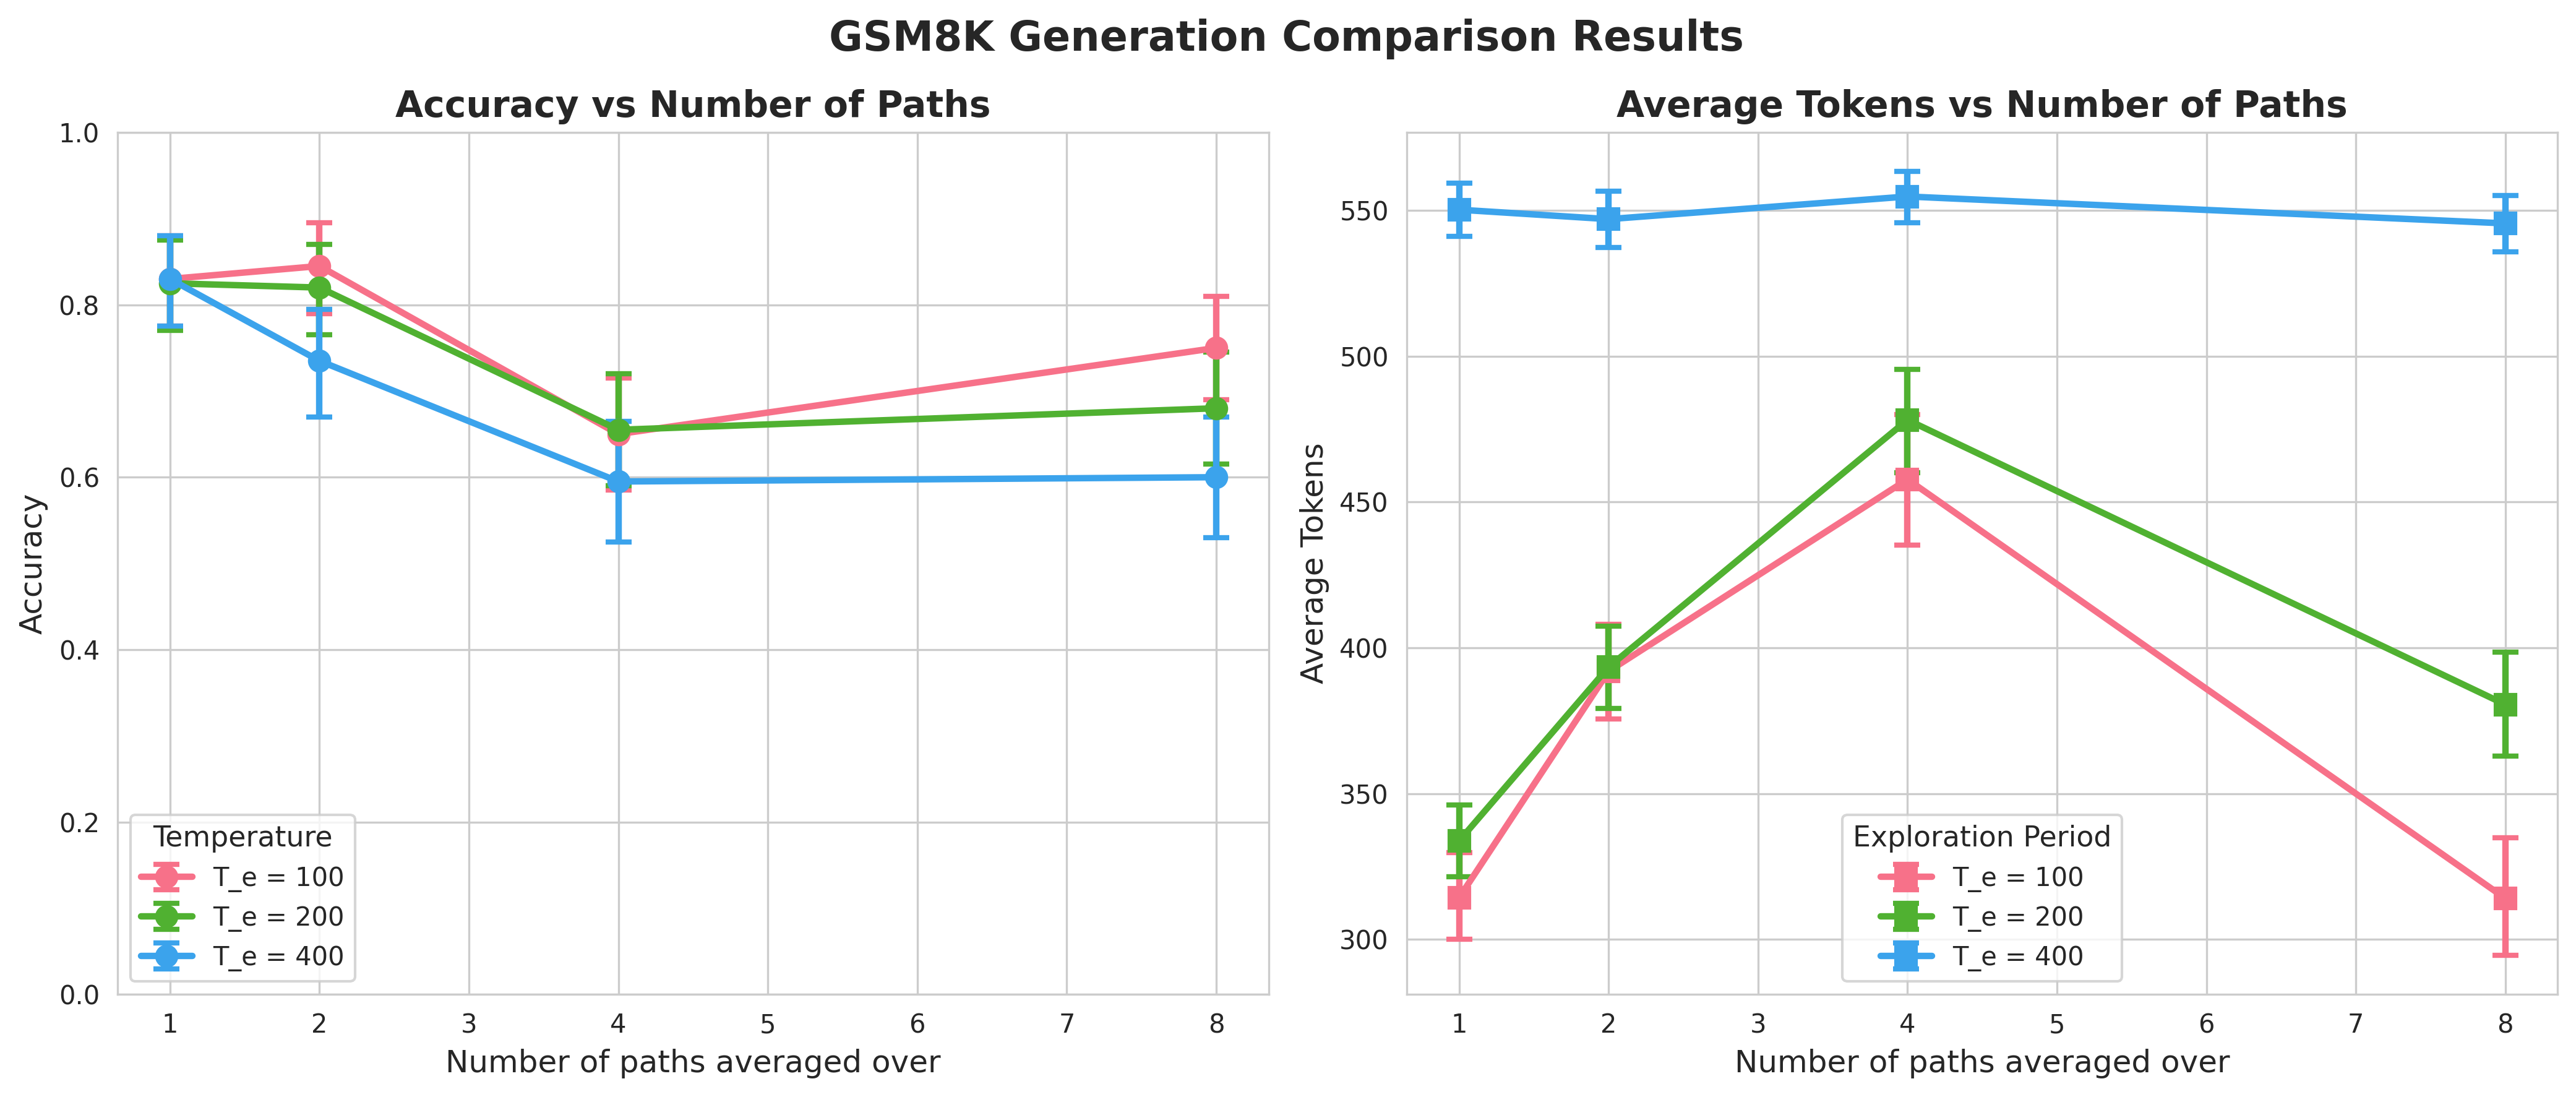 GSM8K Generation Comparison Results
Accuracy vs Number of Paths
1.0
0.8
0.6
0.4
0.2
0.0
Accuracy
Temperature
T_e = 100
T_e = 200
T_e = 400
1 2 3 4 5 6 7 8
Number of paths averaged over
Average Tokens vs Number of Paths
550
500
450
400
350
300
Average Tokens
Exploration Period
T_e = 100
T_e = 200
T_e = 400
1 2 3 4 5 6 7 8
Number of paths averaged over